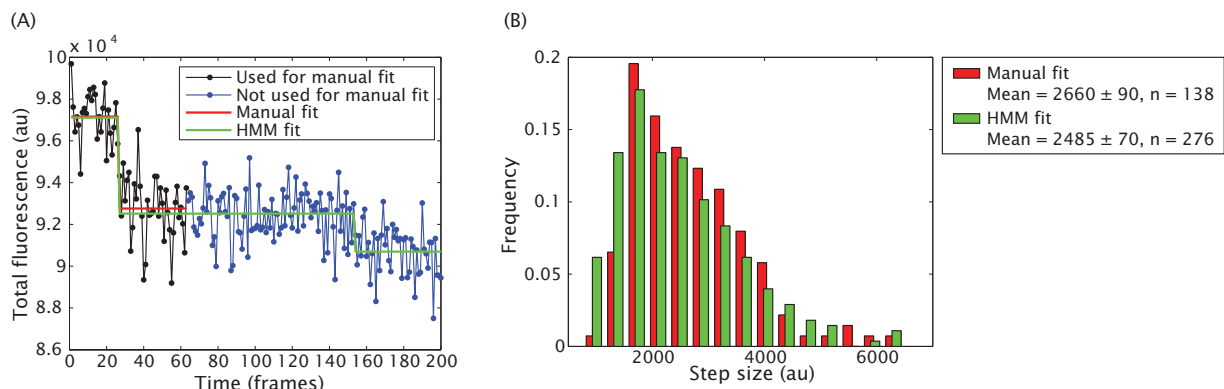 (A)
(B)
10 × 10⁴
9.8
9.6
9.4
9.2
9
8.8
8.6
Total fluorescence (au)
0 20 40 60 80 100 120 140 160 180 200
Time (frames)
Used for manual fit
Not used for manual fit
Manual fit
HMM fit
0.2
0.15
0.1
0.05
0
Frequency
2000 4000 6000
Step size (au)
Manual fit
Mean = 2660 ± 90, n = 138
HMM fit
Mean = 2485 ± 70, n = 276